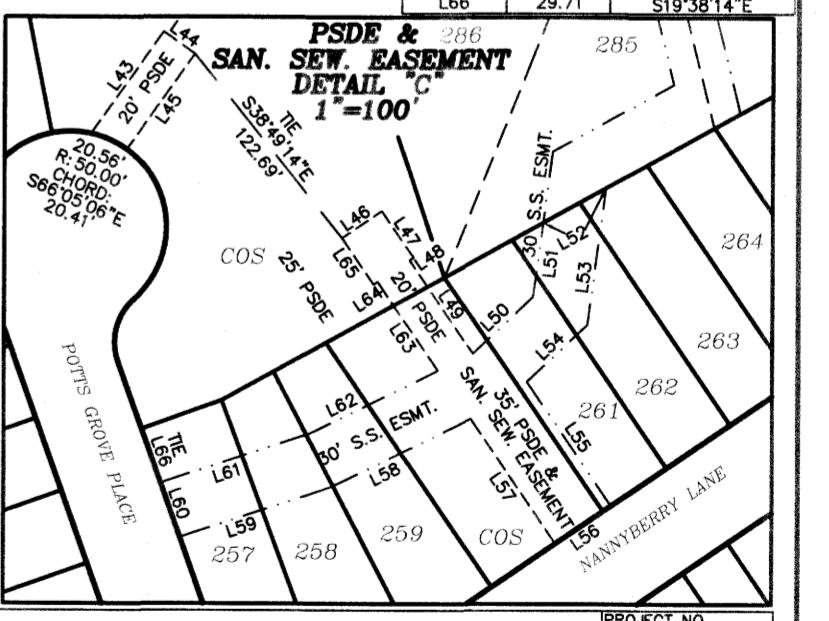 L66 29.71 S19°38'14"E
PSDE &
SAN. SEW. EASEMENT
DETAIL "C"
1"=100'
286
285
L44
L43
20' PSDE
L45
TIE
S38°49'14"E
122.69'
20.56'
R: 50.00'
CHORD:
S66°05'06"E
20.41'
COS
25' PSDE
L46
L47
L48
L65
L64
20' PSDE
L63
L49
L50
30' S.S. ESMT.
L51
L52
L53
L54
L55
264
263
262
261
35' PSDE &
SAN. SEW. EASEMENT
L56
L57
NANNYBERRY LANE
POTTS GROVE PLACE
TIE
L66
L60
L61
L62
30' S.S. ESMT.
L58
L59
257
258
259
COS
PROJECT NO